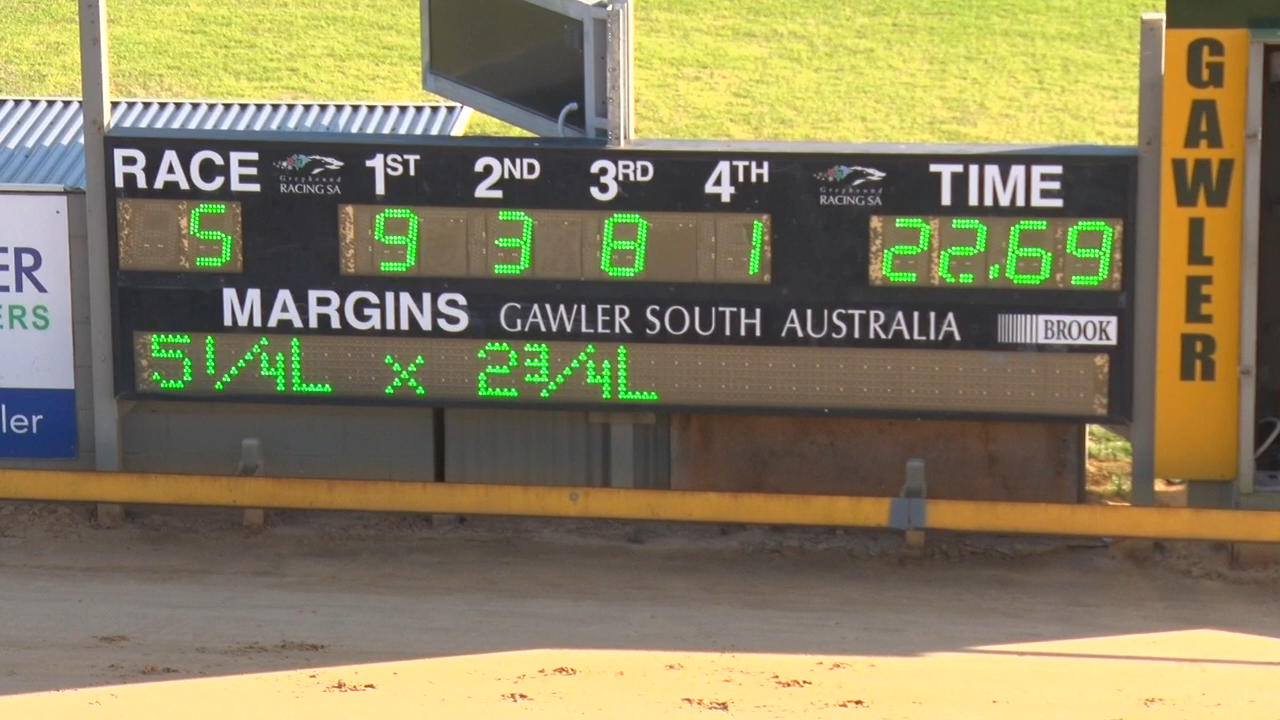 RACE Greyhound RACING SA 1ST 2ND 3RD 4TH Greyhound RACING SA TIME
5 9 3 8 1 22.69
MARGINS GAWLER SOUTH AUSTRALIA BROOK
5 1/4L x 2 3/4L
GAWLER
ER
ERS
ler